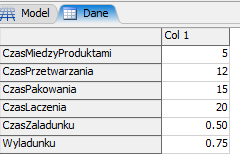 Model Dane
Col 1
CzasMiedzyProduktami 5
CzasPrzetwarzania 12
CzasPakowania 15
CzasLaczenia 20
CzasZaladunku 0.50
Wyladunku 0.75